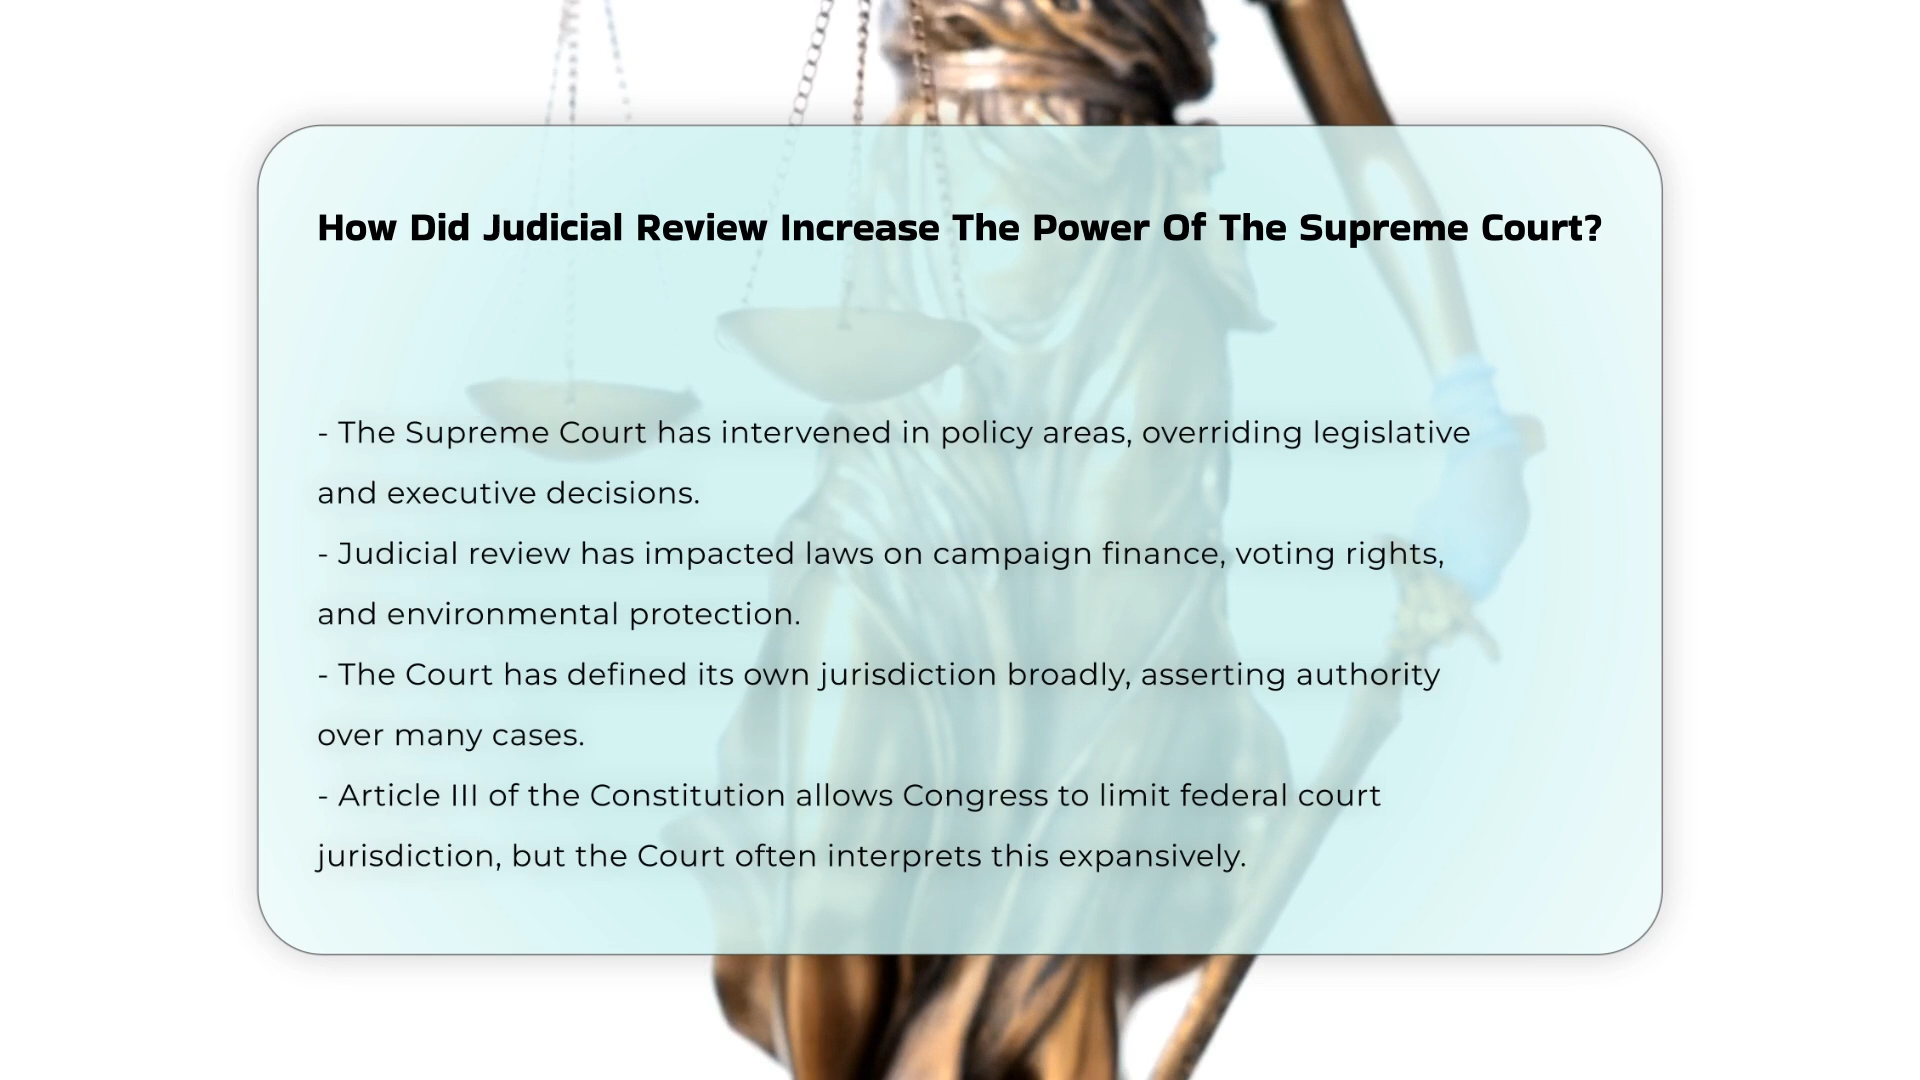 How Did Judicial Review Increase The Power Of The Supreme Court?
- The Supreme Court has intervened in policy areas, overriding legislative
and executive decisions.
- Judicial review has impacted laws on campaign finance, voting rights,
and environmental protection.
- The Court has defined its own jurisdiction broadly, asserting authority
over many cases.
- Article III of the Constitution allows Congress to limit federal court
jurisdiction, but the Court often interprets this expansively.